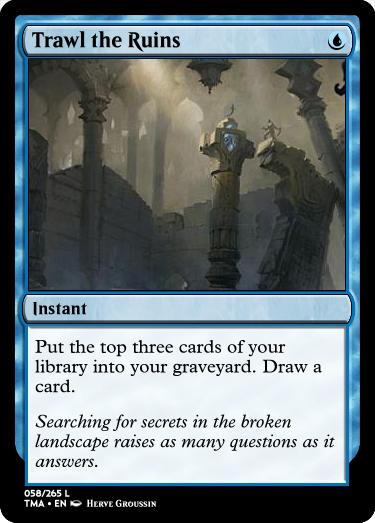 Trawl the Ruins
Instant
Put the top three cards of your
library into your graveyard. Draw a
card.
Searching for secrets in the broken
landscape raises as many questions as it
answers.
058/265 L
TMA • EN Herve Groussin